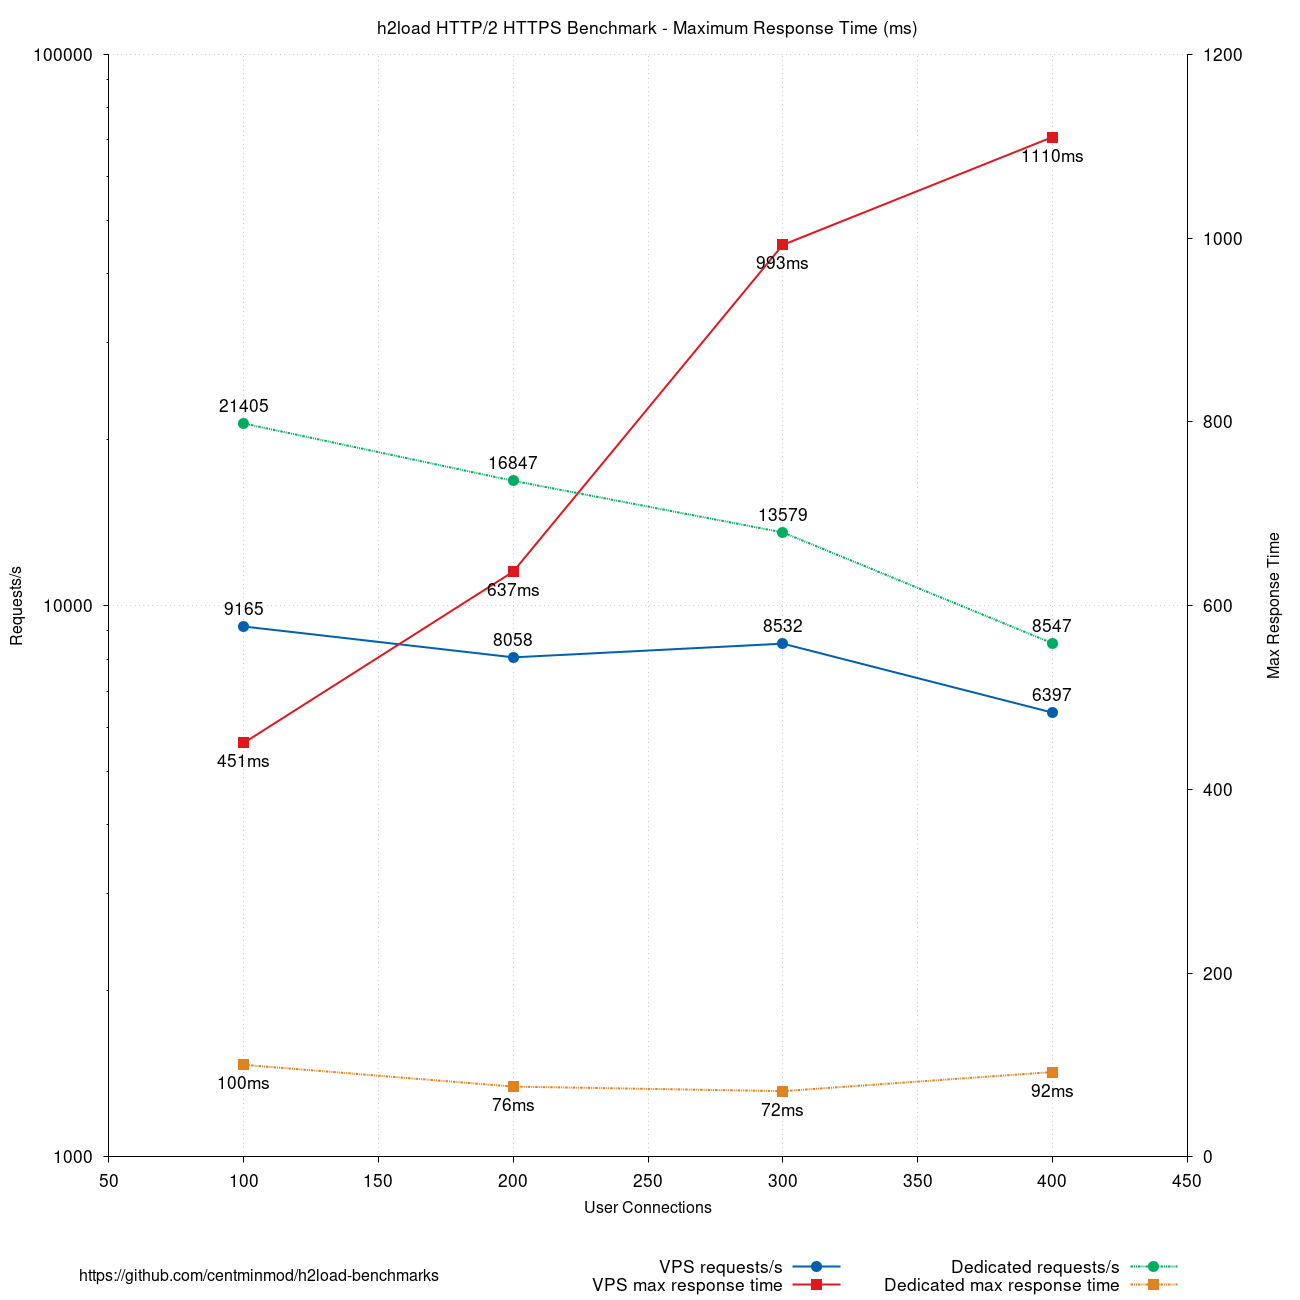 h2load HTTP/2 HTTPS Benchmark - Maximum Response Time (ms)
100000
1200
1110ms
1000
993ms
21405
800
16847
13579
637ms
10000
9165
600
8532
8547
8058
6397
451ms
400
200
100ms
76ms
72ms
92ms
1000
0
50 100 150 200 250 300 350 400 450
Requests/s
Max Response Time
User Connections
VPS requests/s
Dedicated requests/s
https://github.com/centminmod/h2load-benchmarks
VPS max response time
Dedicated max response time